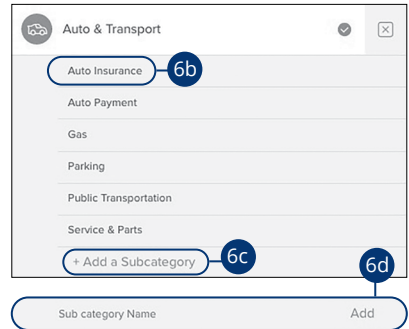 Auto & Transport
Auto Insurance 6b
Auto Payment
Gas
Parking
Public Transportation
Service & Parts
+ Add a Subcategory 6c
6d
Sub category Name Add